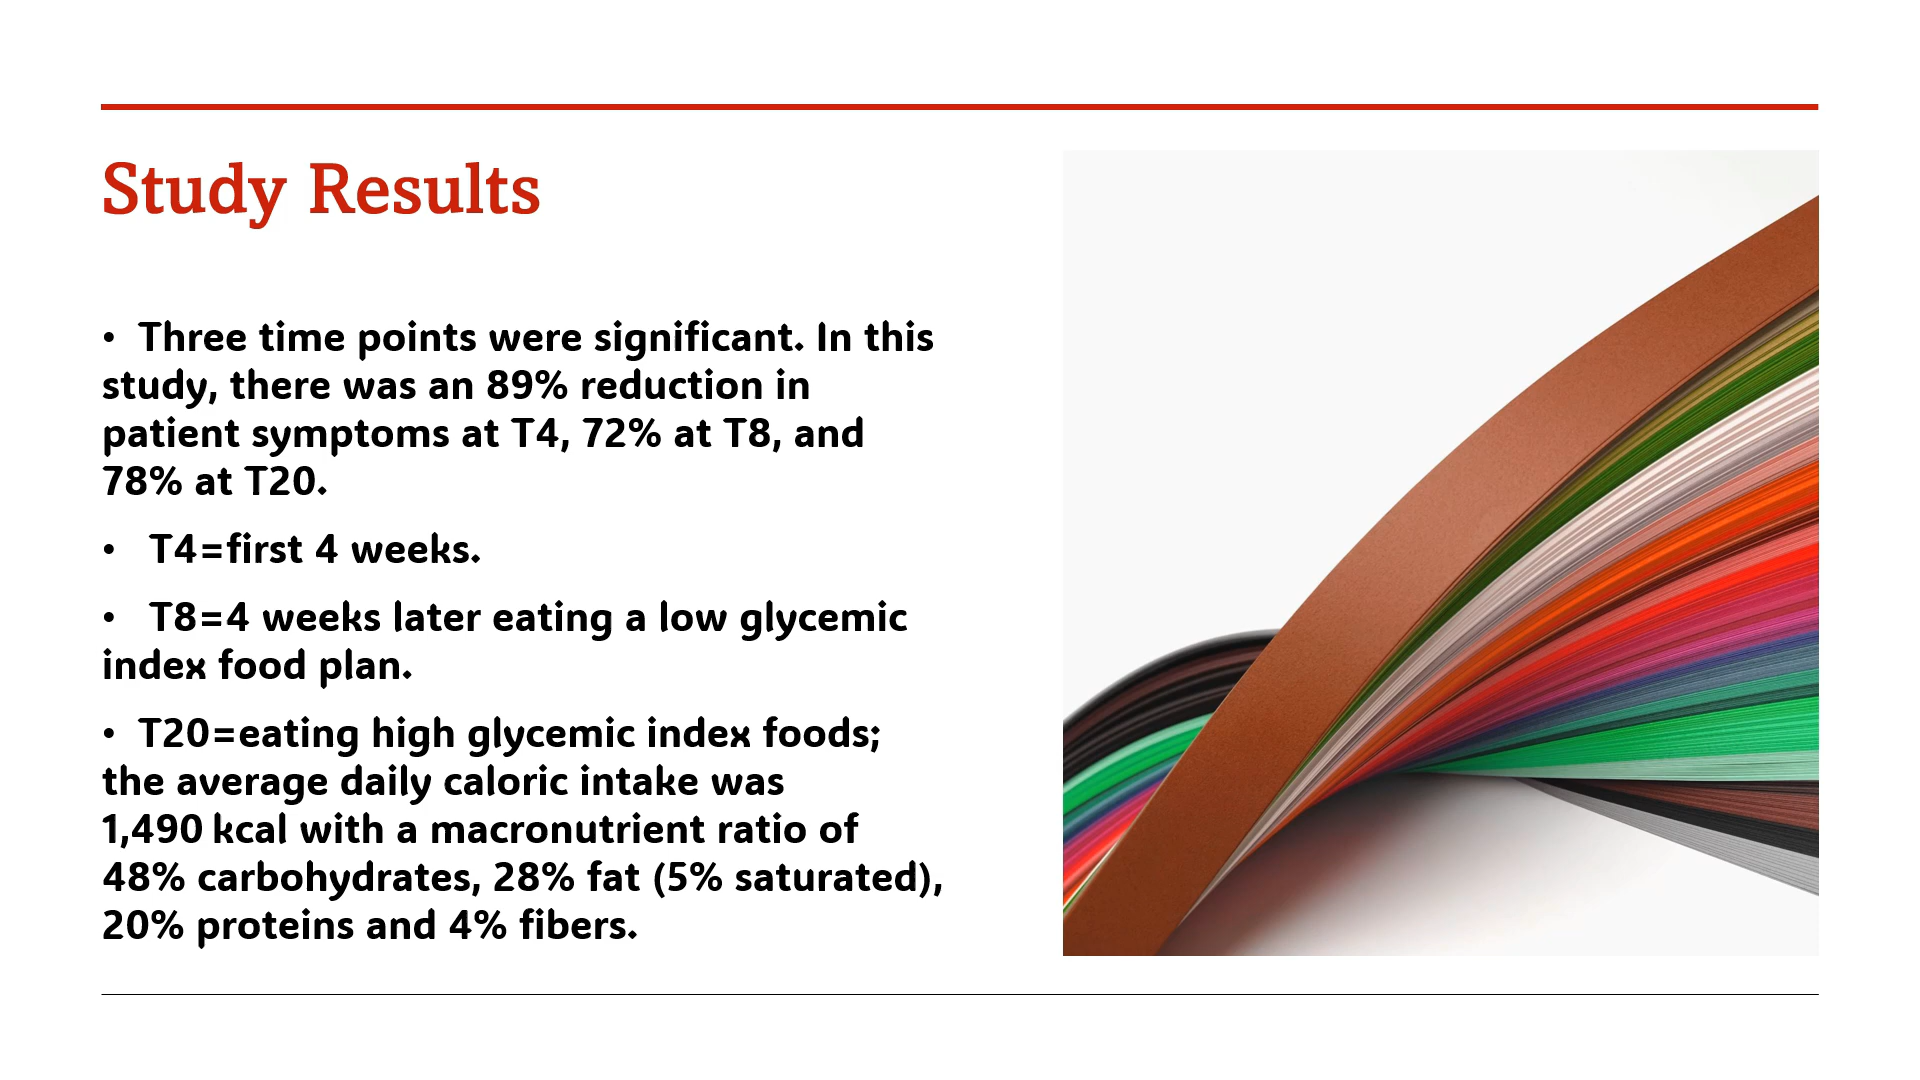 Study Results
• Three time points were significant. In this
study, there was an 89% reduction in
patient symptoms at T4, 72% at T8, and
78% at T20.
• T4=first 4 weeks.
• T8=4 weeks later eating a low glycemic
index food plan.
• T20=eating high glycemic index foods;
the average daily caloric intake was
1,490 kcal with a macronutrient ratio of
48% carbohydrates, 28% fat (5% saturated),
20% proteins and 4% fibers.